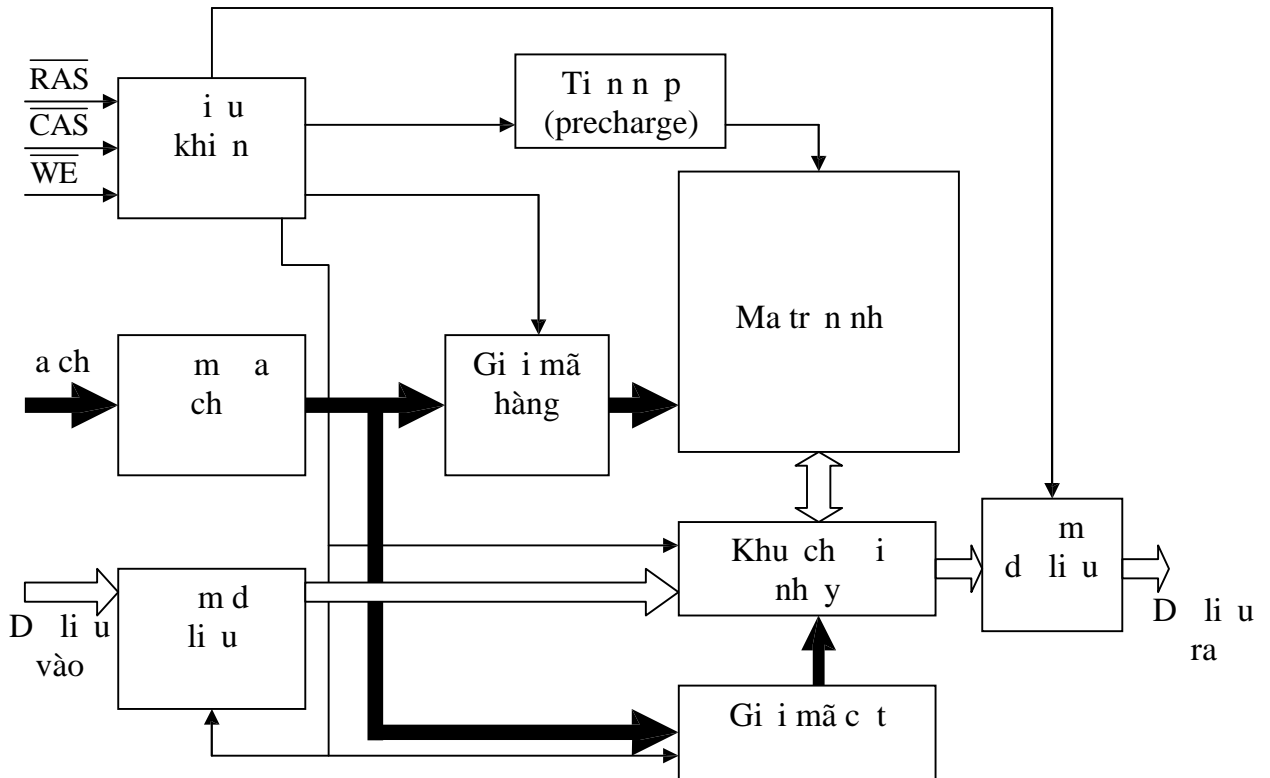 RAS
CAS
WE
i u
khi n
Ti n n p
(precharge)
Ma tr n nh
a ch
m a
ch
Gi i mã
hàng
Khu ch i
nh y
m
d li u
D li u
vào
m d
li u
D li u
ra
Gi i mã c t